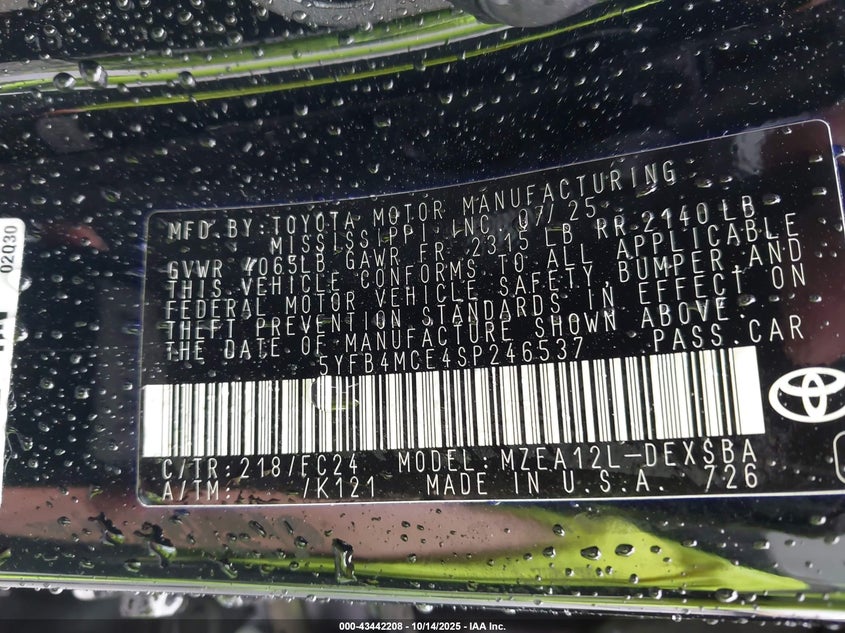 MFD. BY: TOYOTA MOTOR MANUFACTURING
MISSISSIPPI, INC. 07/25
GVWR 4065LB GAWR FR 2315 LB RR 2140 LB
THIS VEHICLE CONFORMS TO ALL APPLICABLE
FEDERAL MOTOR VEHICLE SAFETY, BUMPER AND
THEFT PREVENTION STANDARDS IN EFFECT ON
THE DATE OF MANUFACTURE SHOWN ABOVE.
5YFB4MCE4SP246537 PASS. CAR
C/TR: 218/FC24 MODEL: MZEA12L-DEXSBA
A/TM: /K121 MADE IN U.S.A. 726
02030
000-43442208 - 10/14/2025 - IAA Inc.